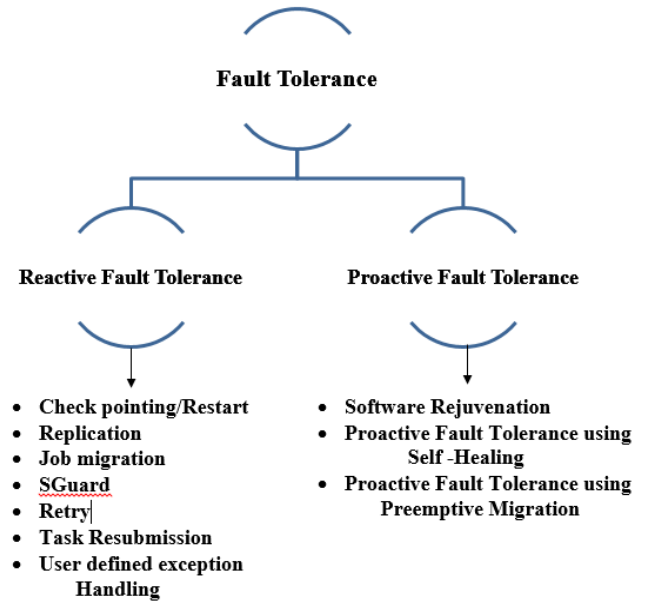 Fault Tolerance
Reactive Fault Tolerance
Proactive Fault Tolerance
• Check pointing/Restart
• Replication
• Job migration
• SGuard
• Retry
• Task Resubmission
• User defined exception
Handling
• Software Rejuvenation
• Proactive Fault Tolerance using
Self -Healing
• Proactive Fault Tolerance using
Preemptive Migration